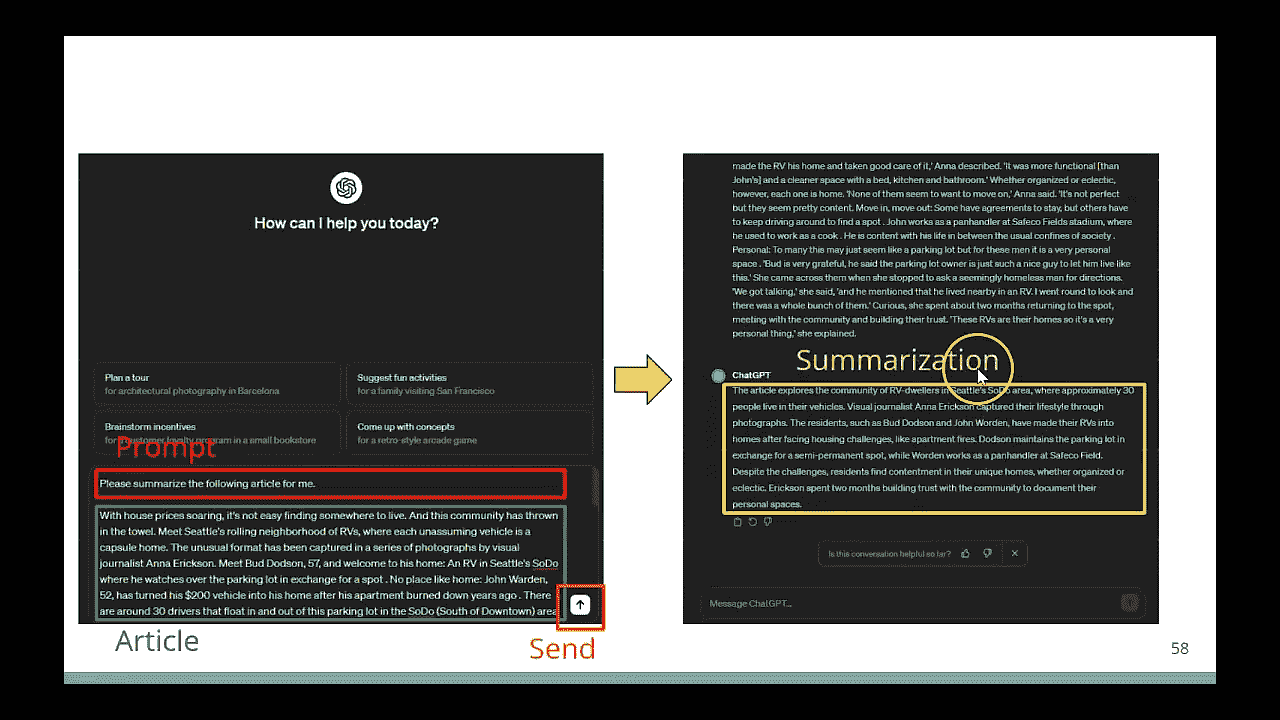 How can I help you today?
Plan a tour
for architectural photography in Barcelona
Suggest fun activities
for a family visiting San Francisco
Brainstorm incentives
for a customer loyalty program in a small bookstore
Come up with concepts
for a retro-style arcade game
Prompt
Please summarize the following article for me.
With house prices soaring, it's not easy finding somewhere to live. And this community has thrown
in the towel. Meet Seattle's rolling neighborhood of RVs, where each unassuming vehicle is a
capsule home. The unusual format has been captured in a series of photographs by visual
journalist Anna Erickson. Meet Bud Dodson, 57, and welcome to his home: An RV in Seattle's SoDo
where he watches over the parking lot in exchange for a spot . No place like home: John Warden,
52, has turned his $200 vehicle into his home after his apartment burned down years ago . There
are around 30 drivers that float in and out of this parking lot in the SoDo (South of Downtown) area
Article
Send
made the RV his home and taken good care of it,' Anna described. 'It was more functional [than
John's] and a cleaner space with a bed, kitchen and bathroom.' Whether organized or eclectic,
however, each one is home. 'None of them seem to want to move on,' Anna said. 'It's not perfect
but they seem pretty content. Move in, move out: Some have agreements to stay, but others have
to keep driving around to find a spot . John works as a panhandler at Safeco Fields stadium, where
he used to work as a cook . He is content with his life in between the usual confines of society .
Personal: To many this may just seem like a parking lot but for these men it is a very personal
space . 'Bud is very grateful, he said the parking lot owner is just such a nice guy to let him live like
this.' She came across them when she stopped to ask a seemingly homeless man for directions.
'We got talking,' she said, 'and he mentioned that he lived nearby in an RV. I went round to look and
there was a whole bunch of them.' Curious, she spent about two months returning to the spot,
meeting with the community and building their trust. 'These RVs are their homes so it's a very
personal thing,' she explained.
Summarization
ChatGPT
The article explores the community of RV-dwellers in Seattle's SoDo area, where approximately 30
people live in their vehicles. Visual journalist Anna Erickson captured their lifestyle through
photographs. The residents, such as Bud Dodson and John Worden, have made their RVs into
homes after facing housing challenges, like apartment fires. Dodson maintains the parking lot in
exchange for a semi-permanent spot, while Worden works as a panhandler at Safeco Field.
Despite the challenges, residents find contentment in their unique homes, whether organized or
eclectic. Erickson spent two months building trust with the community to document their
personal spaces.
Is this conversation helpful so far?
Message ChatGPT...
58